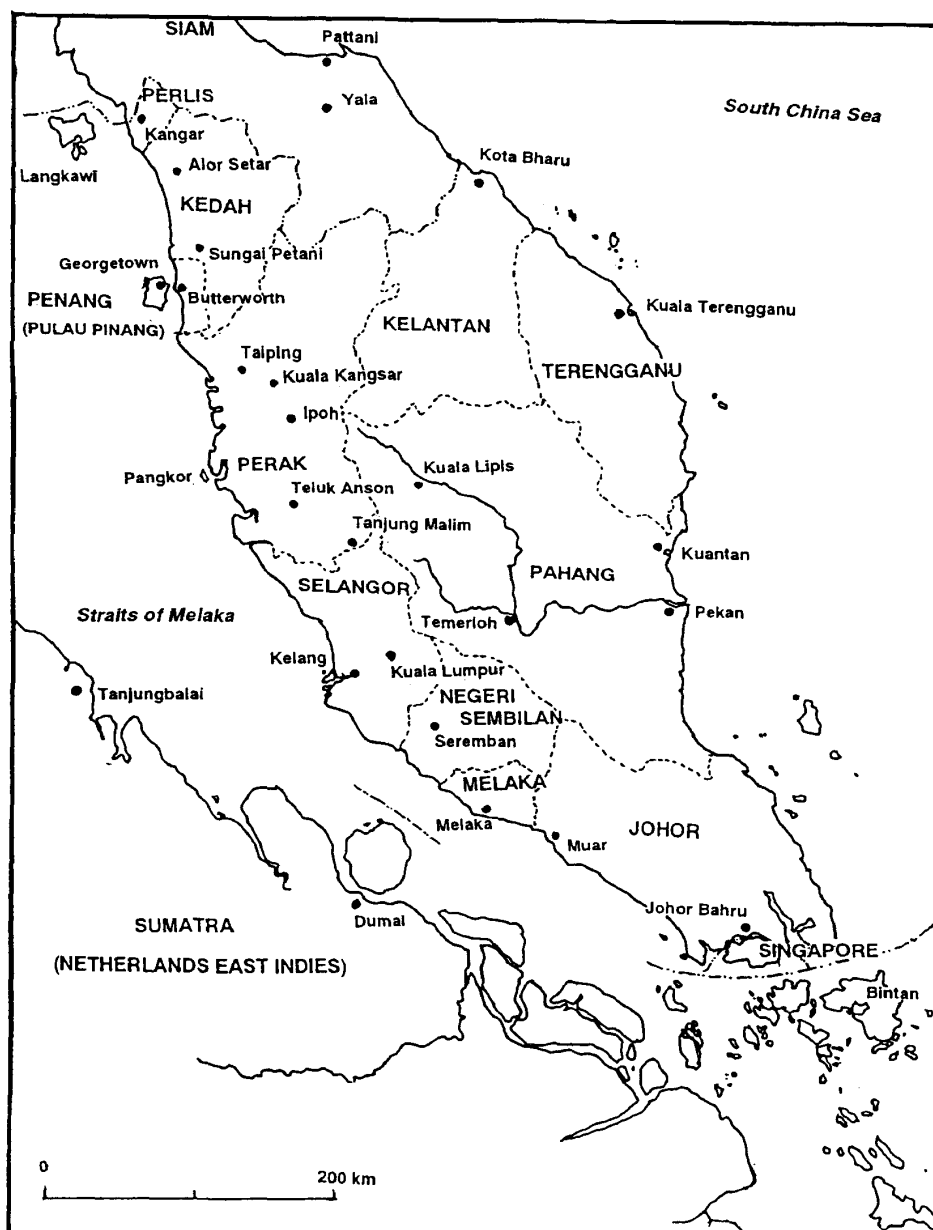 SIAM
Pattani
PERLIS
Yala
South China Sea
Kangar
Langkawi
Alor Setar
Kota Bharu
KEDAH
Sungai Petani
Georgetown
PENANG
Butterworth
(PULAU PINANG)
KELANTAN
Kuala Terengganu
Taiping
Kuala Kangsar
TERENGGANU
Ipoh
Pangkor
PERAK
Kuala Lipis
Teluk Anson
Tanjung Malim
Kuantan
SELANGOR
PAHANG
Straits of Melaka
Temerloh
Pekan
Kelang
Kuala Lumpur
Tanjungbalai
NEGERI
SEMBILAN
Seremban
MELAKA
Melaka
JOHOR
Muar
Johor Bahru
SUMATRA
Dumai
SINGAPORE
(NETHERLANDS EAST INDIES)
Bintan
0
200 km